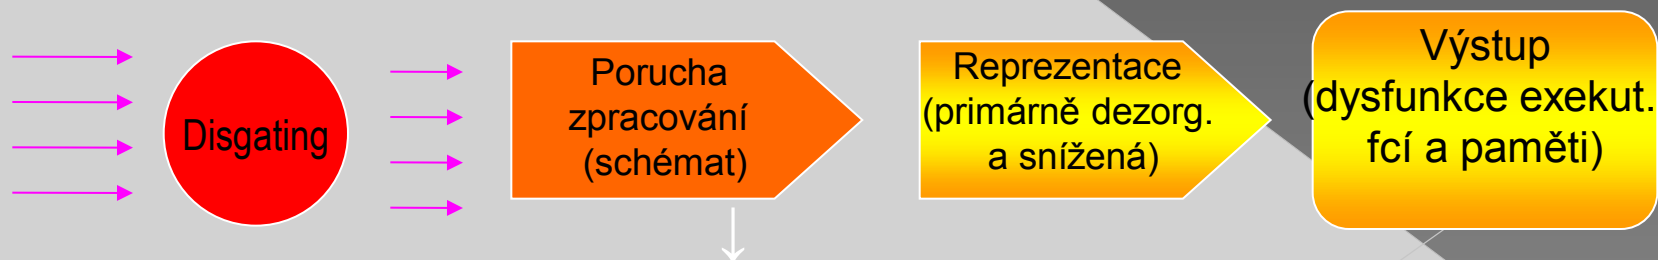 Disgating
Porucha
zpracování
(schémat)
Reprezentace
(primárně dezorg.
a snížená)
Výstup
(dysfunkce exekut.
fcí a paměti)